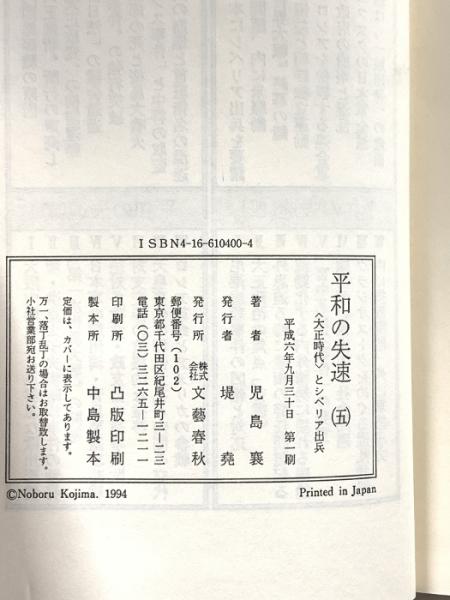 ISBN4-16-610400-4
平和の失速 (五)
〈大正時代〉とシベリア出兵
平成六年九月三十日 第一刷
著者 児島襄
発行者 堤堯
発行所 株式会社 文藝春秋
郵便番号(102)
東京都千代田区紀尾井町三―二三
電話(〇三)三二六五―一二一一
印刷所 凸版印刷
製本所 中島製本
定価は、カバーに表示してあります。
万一、落丁乱丁の場合はお取替致します。
小社営業部宛お送り下さい。
©Noboru Kojima. 1994
Printed in Japan